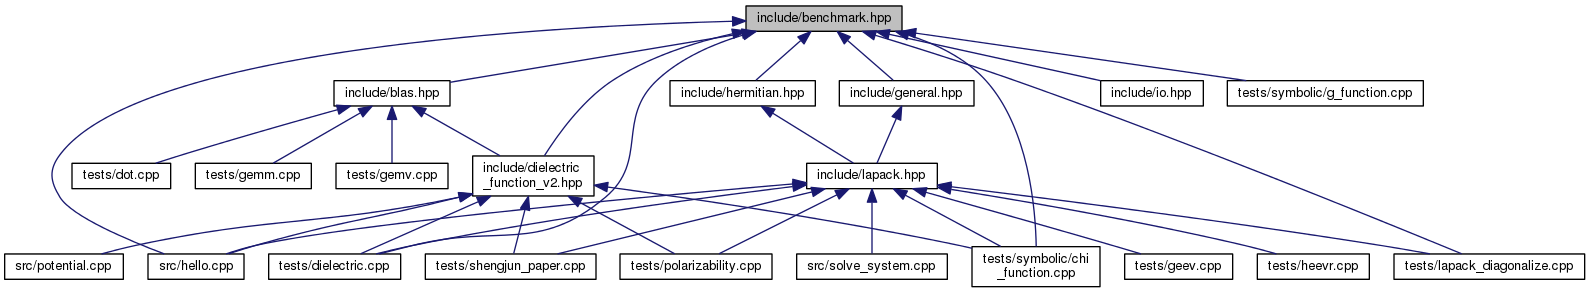 include/benchmark.hpp
include/blas.hpp
include/hermitian.hpp
include/general.hpp
include/io.hpp
tests/symbolic/g_function.cpp
tests/dot.cpp
tests/gemm.cpp
tests/gemv.cpp
include/dielectric
_function_v2.hpp
include/lapack.hpp
src/potential.cpp
src/hello.cpp
tests/dielectric.cpp
tests/shengjun_paper.cpp
tests/polarizability.cpp
src/solve_system.cpp
tests/symbolic/chi
_function.cpp
tests/geev.cpp
tests/heevr.cpp
tests/lapack_diagonalize.cpp